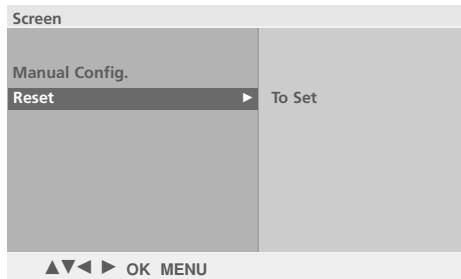 Screen
Manual Config.
Reset ► To Set
▲▼◄ ► OK MENU